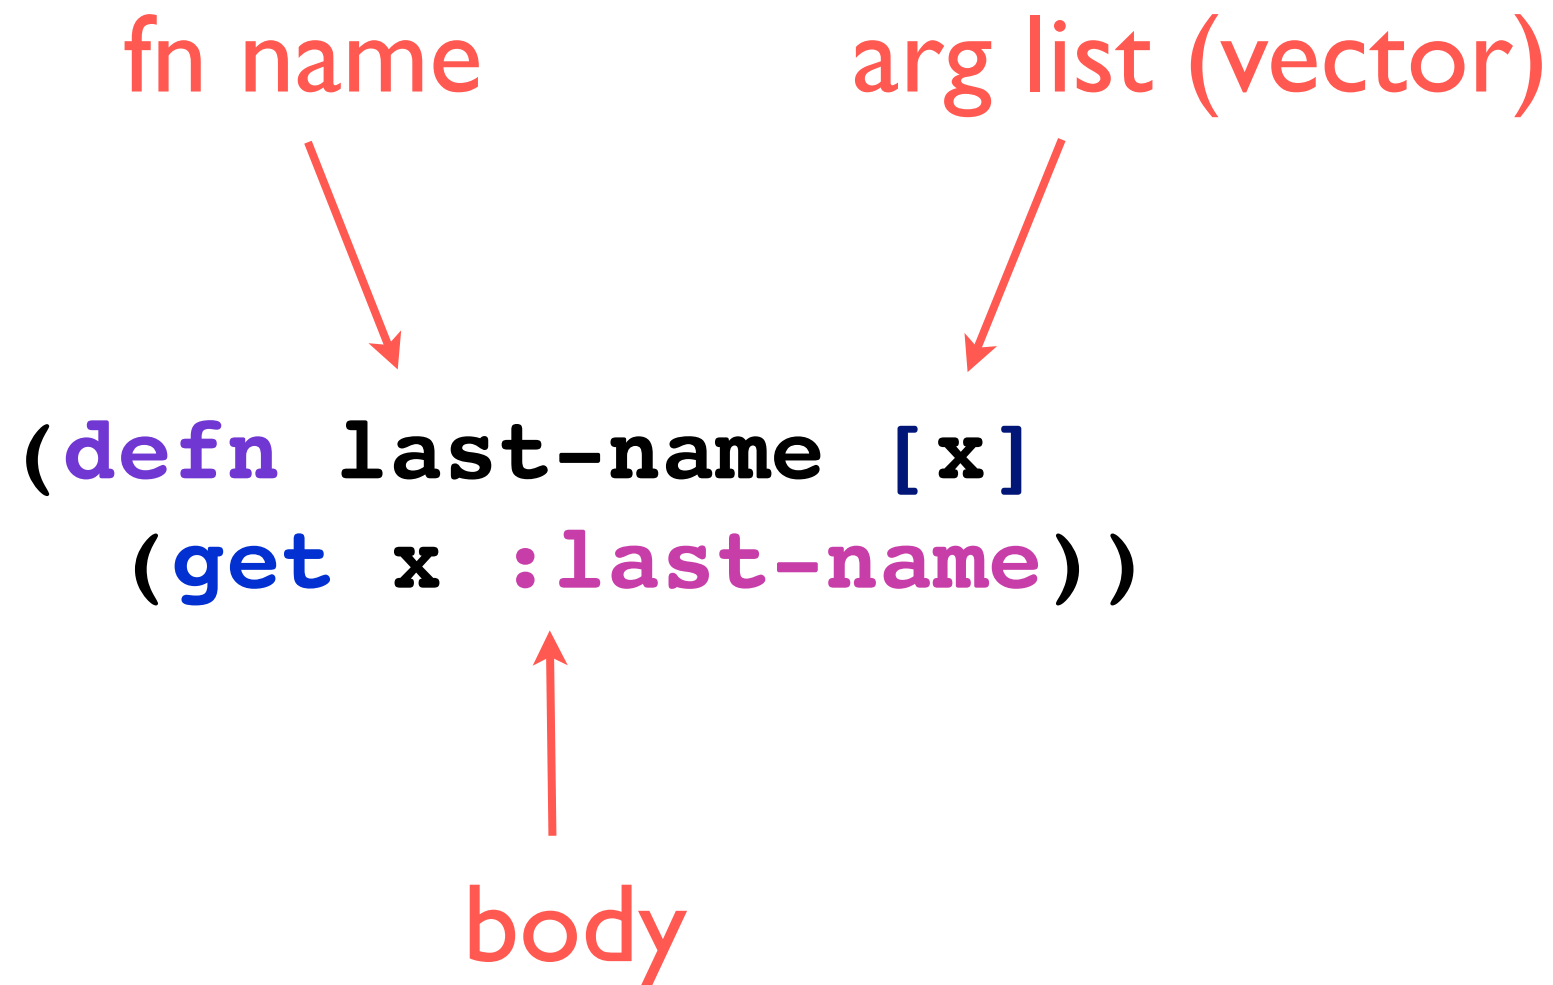 fn name
arg list (vector)
(defn last-name [x]
(get x :last-name))
body